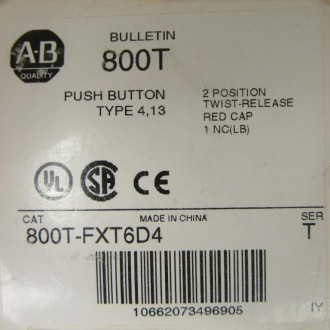 A-B
QUALITY
BULLETIN
800T
PUSH BUTTON
TYPE 4,13
2 POSITION
TWIST-RELEASE
RED CAP
1 NC(LB)
UL
SA
CE
CAT
MADE IN CHINA
SER
800T-FXT6D4
T
10662073496905
IY